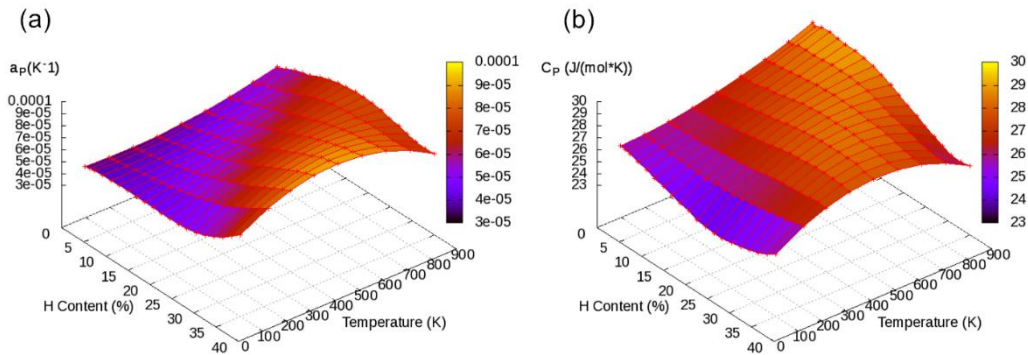 (a)
aP(K-1)
0.0001
9e-05
8e-05
7e-05
6e-05
5e-05
4e-05
3e-05
0
5
10
15
20
25
30
35
40
H Content (%)
0
100
200
300
400
500
600
700
800
900
Temperature (K)
0.0001
9e-05
8e-05
7e-05
6e-05
5e-05
4e-05
3e-05
(b)
CP (J/(mol*K))
30
29
28
27
26
25
24
23
0
5
10
15
20
25
30
35
40
H Content (%)
0
100
200
300
400
500
600
700
800
900
Temperature (K)
30
29
28
27
26
25
24
23